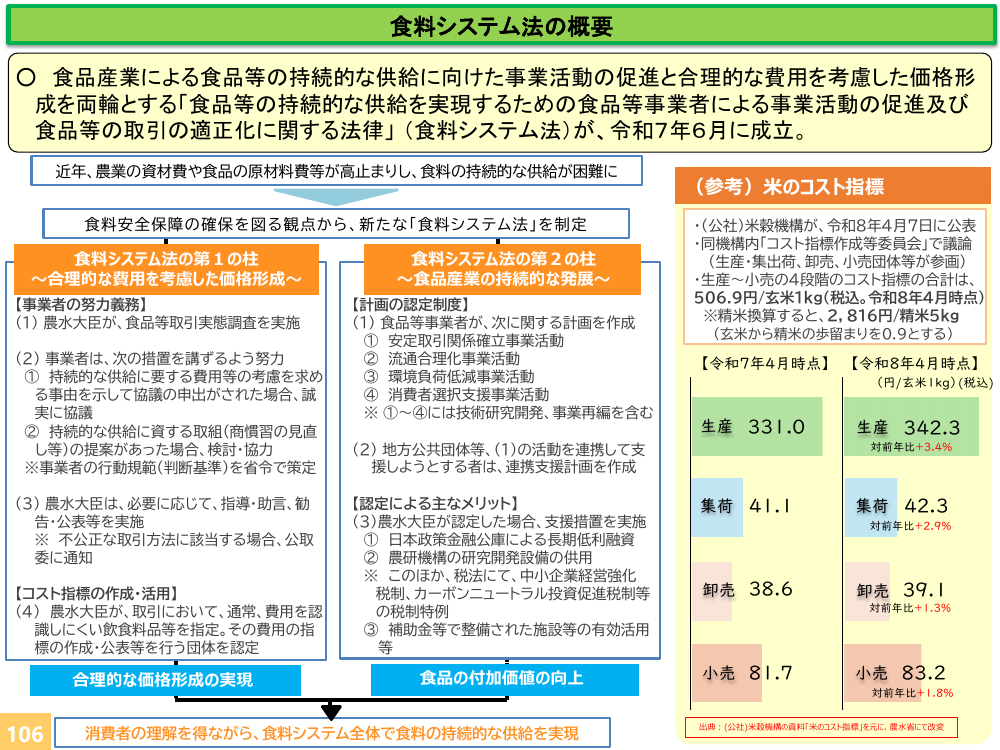 食料システム法の概要
○ 食品産業による食品等の持続的な供給に向けた事業活動の促進と合理的な費用を考慮した価格形
成を両輪とする「食品等の持続的な供給を実現するための食品等事業者による事業活動の促進及び
食品等の取引の適正化に関する法律」（食料システム法）が、令和７年６月に成立。
近年、農業の資材費や食品の原材料費等が高止まりし、食料の持続的な供給が困難に
食料安全保障の確保を図る観点から、新たな「食料システム法」を制定
食料システム法の第１の柱
～合理的な費用を考慮した価格形成～
【事業者の努力義務】
(1) 農水大臣が、食品等取引実態調査を実施
(2) 事業者は、次の措置を講ずるよう努力
① 持続的な供給に要する費用等の考慮を求め
る事由を示して協議の申出がされた場合、誠
実に協議
② 持続的な供給に資する取組(商慣習の見直
し等)の提案があった場合、検討・協力
※事業者の行動規範(判断基準)を省令で策定
(3) 農水大臣は、必要に応じて、指導・助言、勧
告・公表等を実施
※ 不公正な取引方法に該当する場合、公取
委に通知
【コスト指標の作成・活用】
(4) 農水大臣が、取引において、通常、費用を認
識しにくい飲食料品等を指定。その費用の指
標の作成・公表等を行う団体を認定
合理的な価格形成の実現
食料システム法の第２の柱
～食品産業の持続的な発展～
【計画の認定制度】
(1) 食品等事業者が、次に関する計画を作成
① 安定取引関係確立事業活動
② 流通合理化事業活動
③ 環境負荷低減事業活動
④ 消費者選択支援事業活動
※ ①～④には技術研究開発、事業再編を含む
(2) 地方公共団体等、(1)の活動を連携して支
援しようとする者は、連携支援計画を作成
【認定による主なメリット】
(3)農水大臣が認定した場合、支援措置を実施
① 日本政策金融公庫による長期低利融資
② 農研機構の研究開発設備の供用
※ このほか、税法にて、中小企業経営強化
税制、カーボンニュートラル投資促進税制等
の税制特例
③ 補助金等で整備された施設等の有効活用
等
食品の付加価値の向上
消費者の理解を得ながら、食料システム全体で食料の持続的な供給を実現
106
（参考）米のコスト指標
・(公社)米穀機構が、令和８年４月７日に公表
・同機構内「コスト指標作成等委員会」で議論
（生産・集出荷、卸売、小売団体等が参画）
・生産～小売の４段階のコスト指標の合計は、
506.9円/玄米1kg(税込。令和８年４月時点)
※精米換算すると、2,816円/精米5kg
（玄米から精米の歩留まりを0.9とする）
【令和７年４月時点】 【令和８年４月時点】
（円/玄米1kg）(税込)
生産 331.0 生産 342.3
対前年比+3.4%
集荷 41.1 集荷 42.3
対前年比+2.9%
卸売 38.6 卸売 39.1
対前年比+1.3%
小売 81.7 小売 83.2
対前年比+1.8%
出典：(公社)米穀機構の資料「米のコスト指標」を元に、農水省にて改変